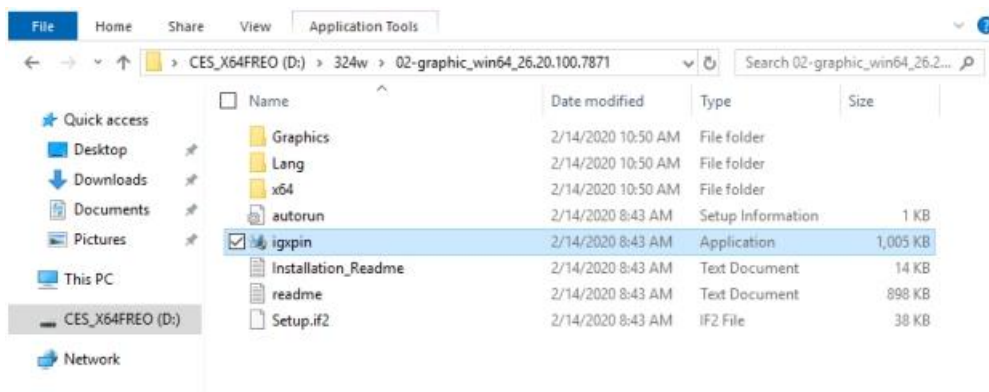 File Home Share View Application Tools
CES_X64FREO (D:) › 324w › 02-graphic_win64_26.20.100.7871 Search 02-graphic_win64_26.2...
Name Date modified Type Size
Quick access
Desktop
Downloads
Documents
Pictures
This PC
CES_X64FREO (D:)
Network
Graphics 2/14/2020 10:50 AM File folder
Lang 2/14/2020 10:50 AM File folder
x64 2/14/2020 10:50 AM File folder
autorun 2/14/2020 8:43 AM Setup Information 1 KB
igxpin 2/14/2020 8:43 AM Application 1,005 KB
Installation_Readme 2/14/2020 8:43 AM Text Document 14 KB
readme 2/14/2020 8:43 AM Text Document 898 KB
Setup.if2 2/14/2020 8:43 AM IF2 File 38 KB